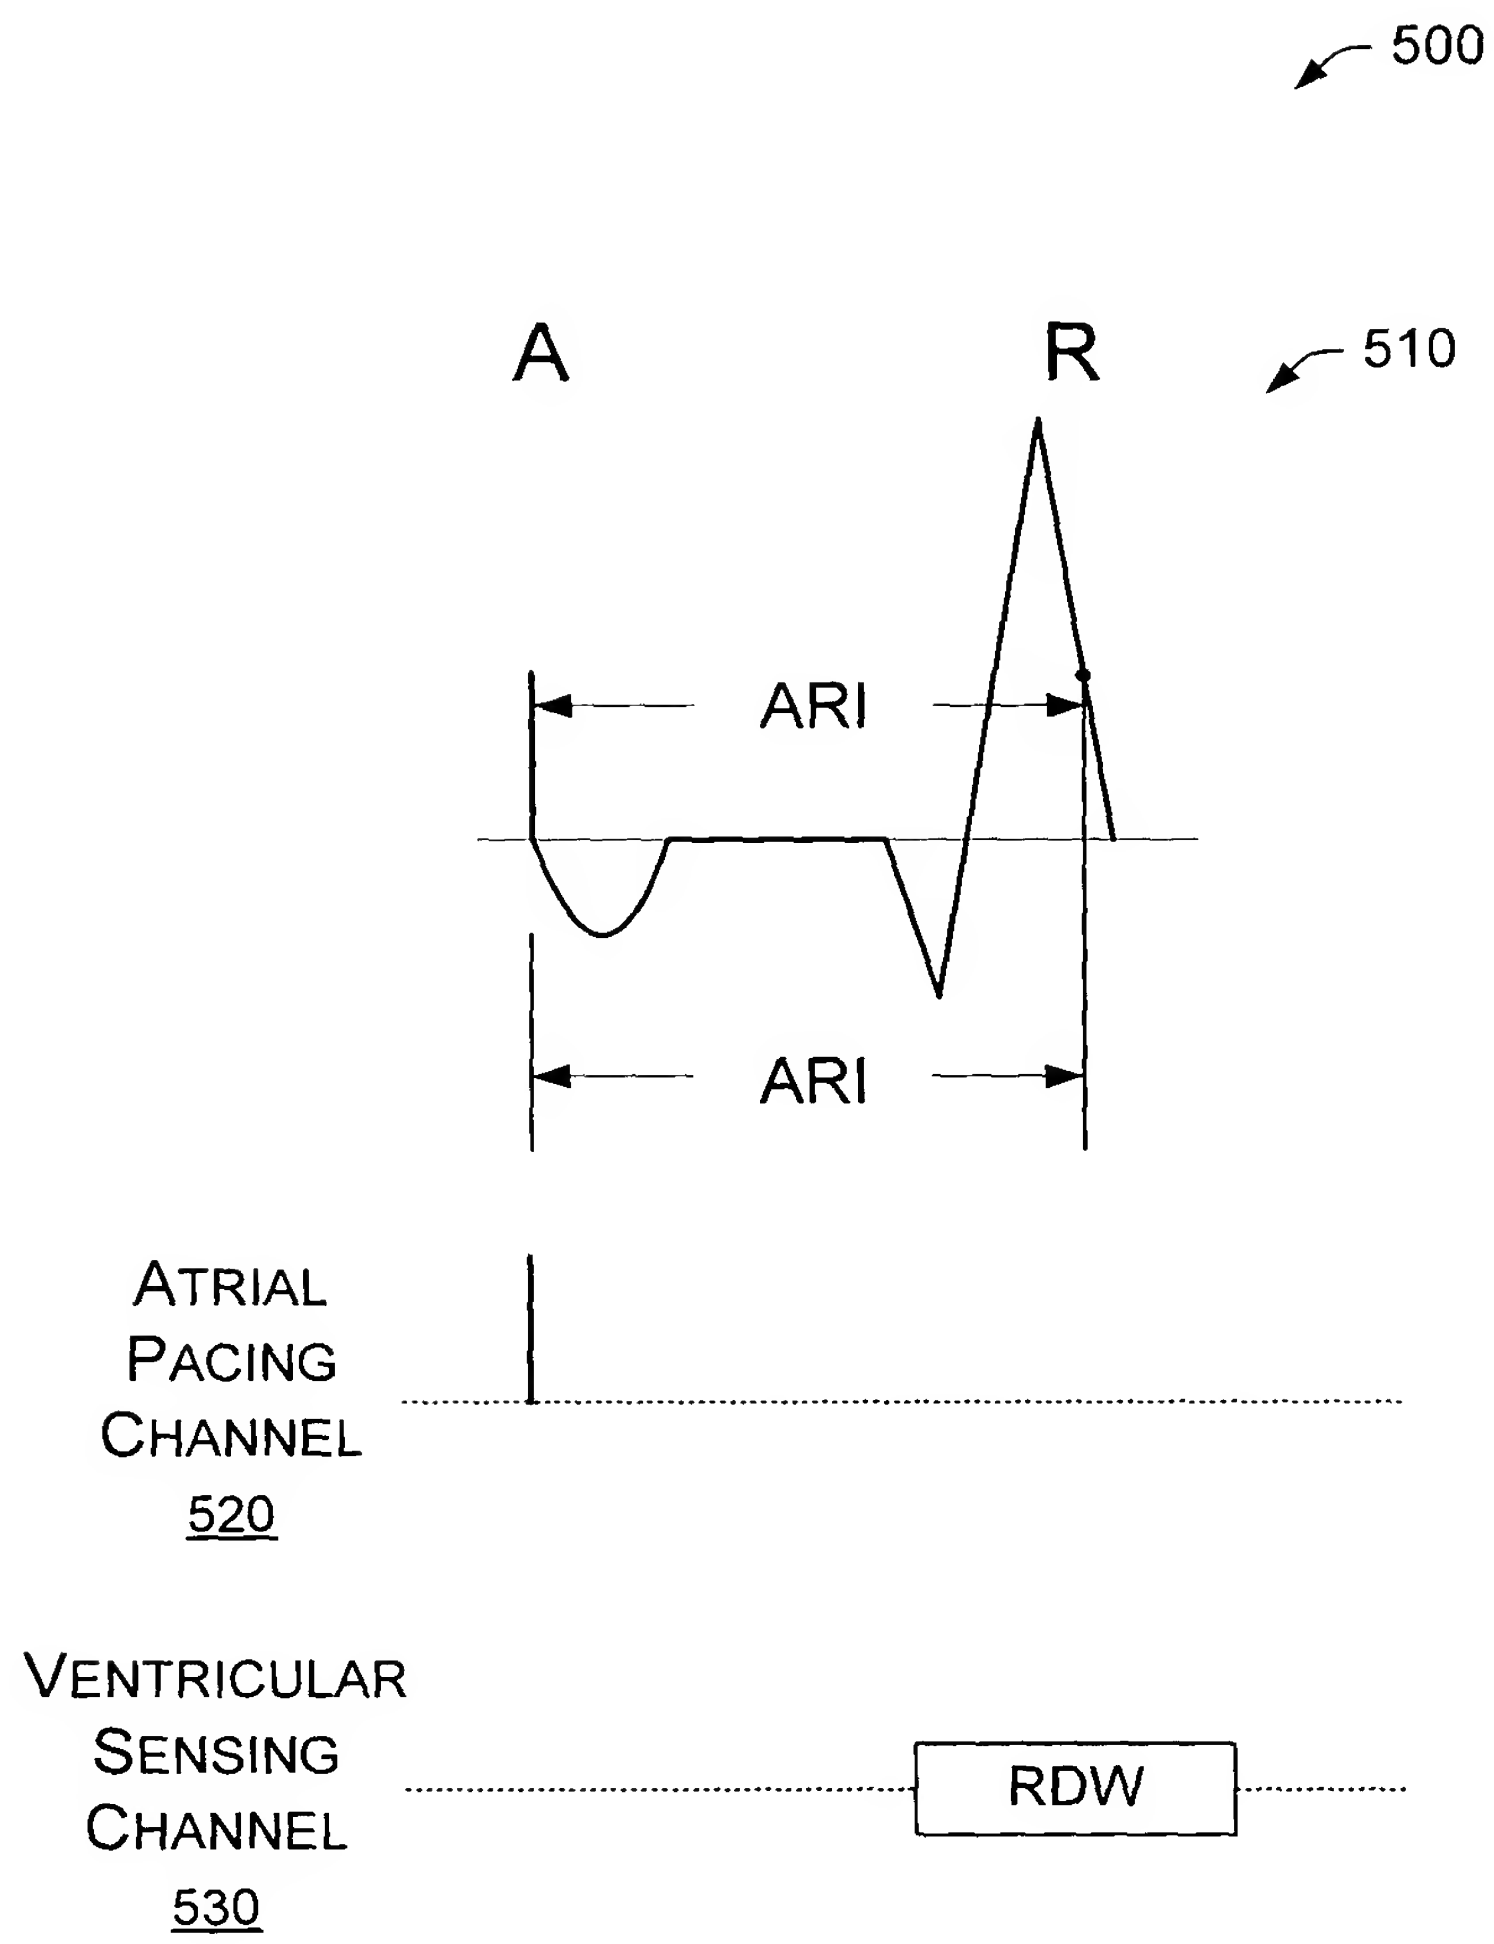 500
A R
510
ARI
ARI
ATRIAL
PACING
CHANNEL
520
VENTRICULAR
SENSING
CHANNEL
530
RDW